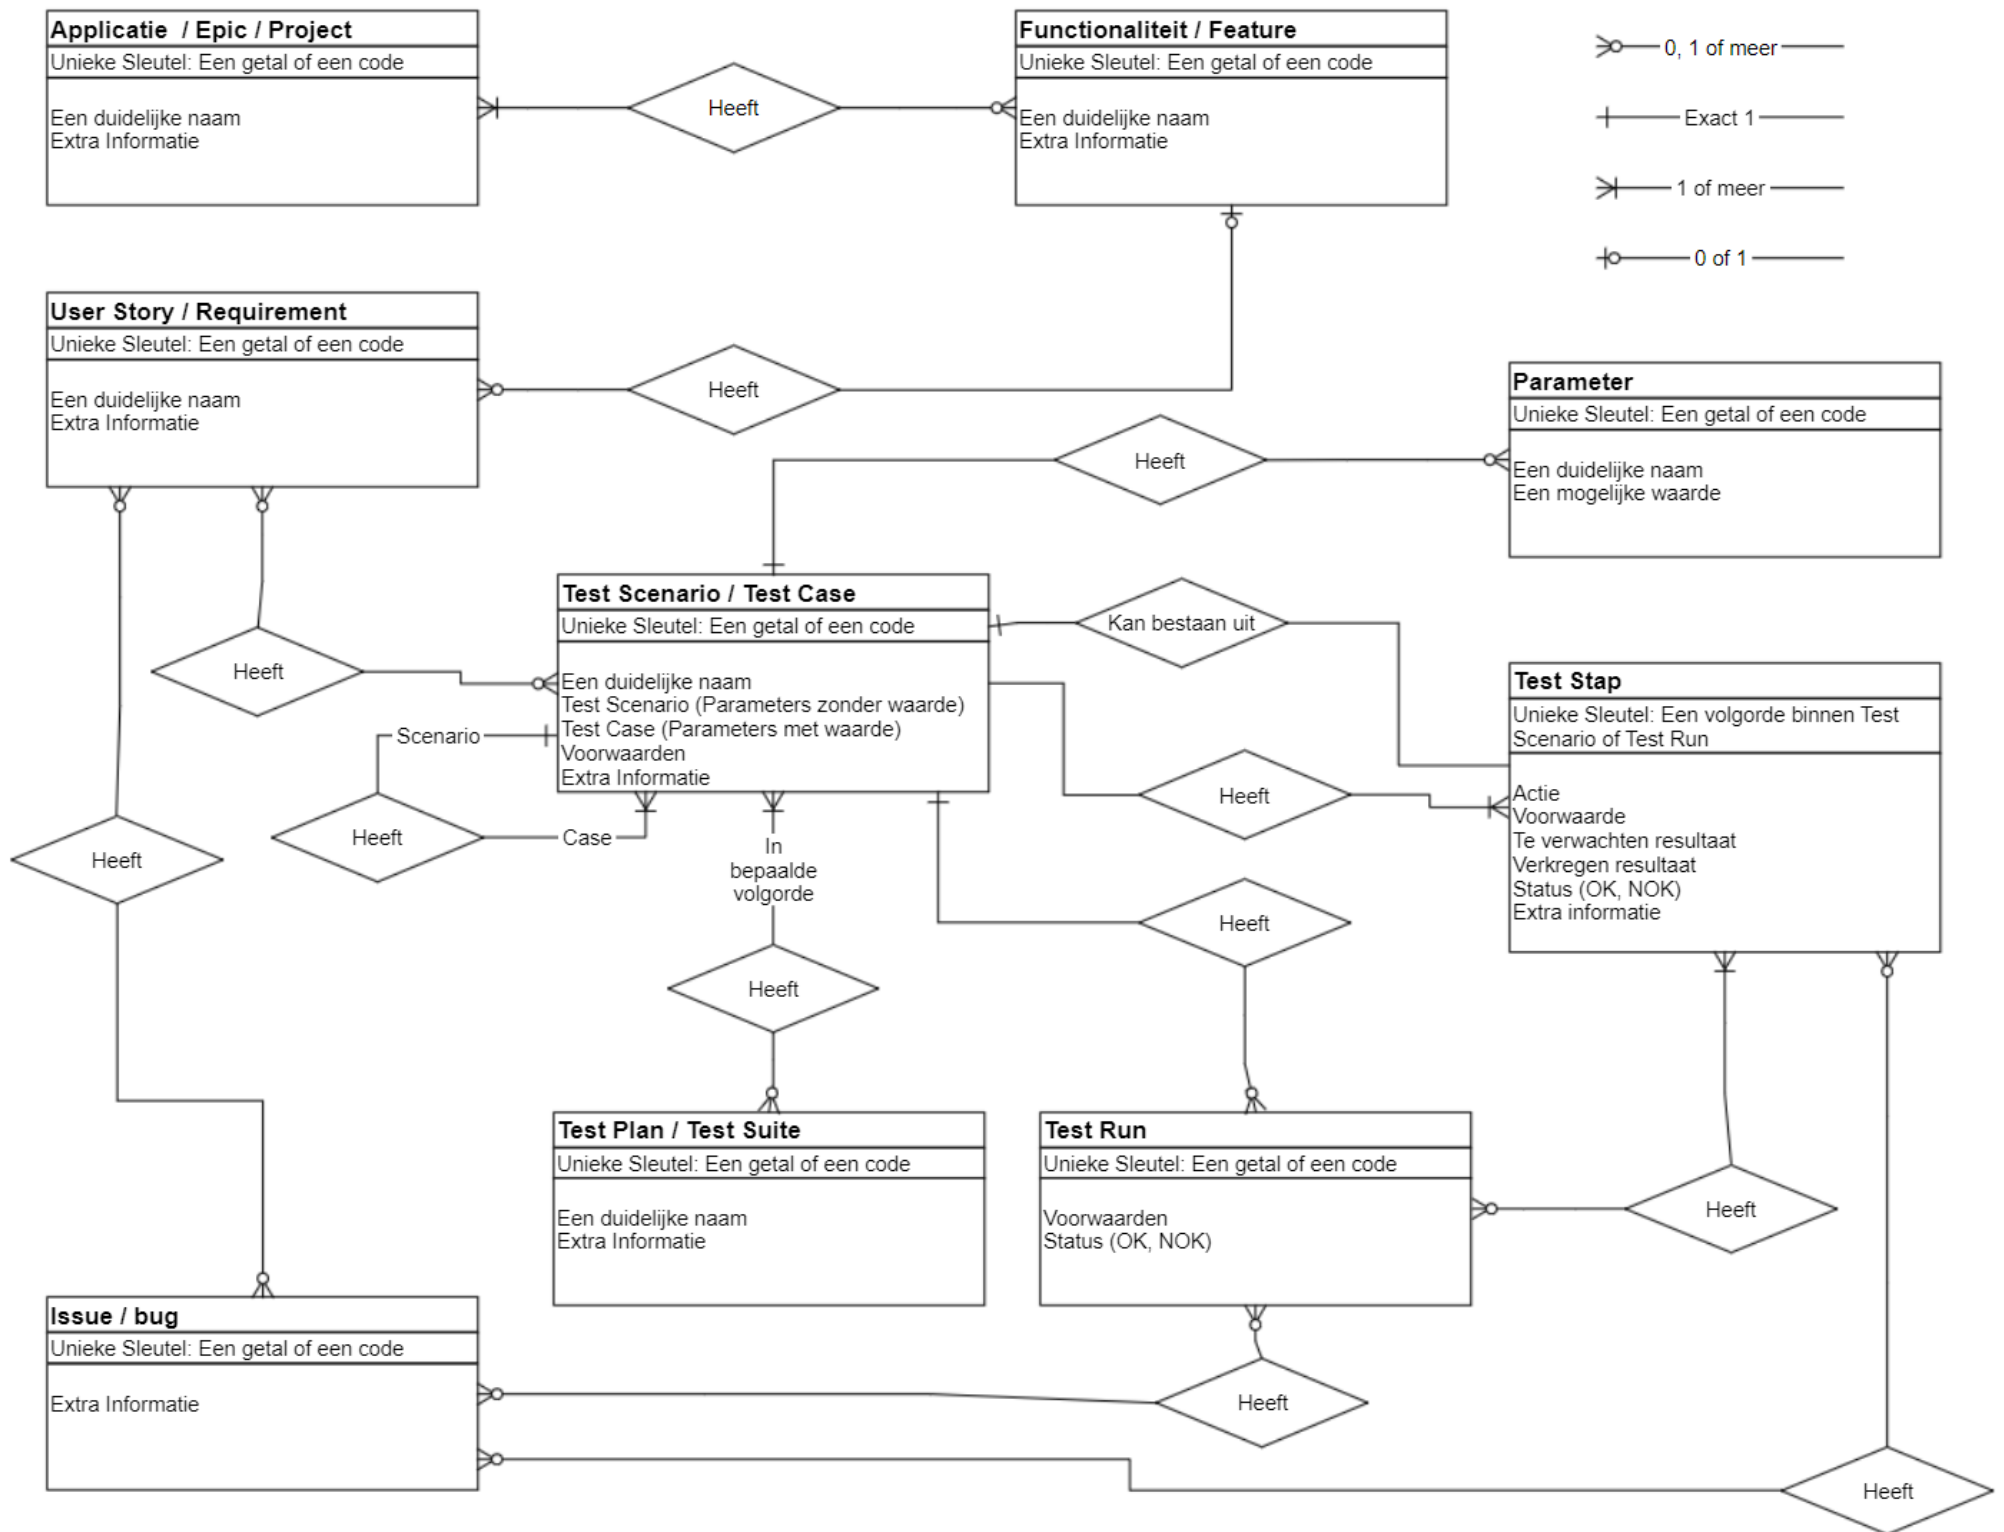 Applicatie  / Epic / Project
Unieke Sleutel: Een getal of een code
Een duidelijke naam
Extra Informatie
Heeft
Functionaliteit / Feature
Unieke Sleutel: Een getal of een code
Een duidelijke naam
Extra Informatie
0, 1 of meer
Exact 1
1 of meer
0 of 1
User Story / Requirement
Unieke Sleutel: Een getal of een code
Een duidelijke naam
Extra Informatie
Heeft
Parameter
Unieke Sleutel: Een getal of een code
Een duidelijke naam
Een mogelijke waarde
Heeft
Test Scenario / Test Case
Unieke Sleutel: Een getal of een code
Een duidelijke naam
Test Scenario (Parameters zonder waarde)
Test Case (Parameters met waarde)
Voorwaarden
Extra Informatie
Kan bestaan uit
Heeft
Scenario
Heeft
Case
Heeft
Heeft
Test Stap
Unieke Sleutel: Een volgorde binnen Test
Scenario of Test Run
Actie
Voorwaarde
Te verwachten resultaat
Verkregen resultaat
Status (OK, NOK)
Extra informatie
In
bepaalde
volgorde
Heeft
Heeft
Test Plan / Test Suite
Unieke Sleutel: Een getal of een code
Een duidelijke naam
Extra Informatie
Test Run
Unieke Sleutel: Een getal of een code
Voorwaarden
Status (OK, NOK)
Heeft
Issue / bug
Unieke Sleutel: Een getal of een code
Extra Informatie
Heeft
Heeft